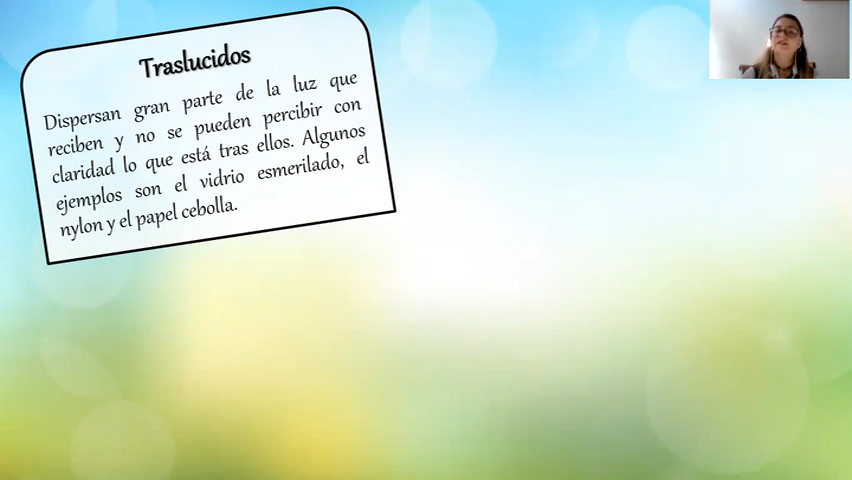 Traslucidos
Dispersan gran parte de la luz que
reciben y no se pueden percibir con
claridad lo que está tras ellos. Algunos
ejemplos son el vidrio esmerilado, el
nylon y el papel cebolla.